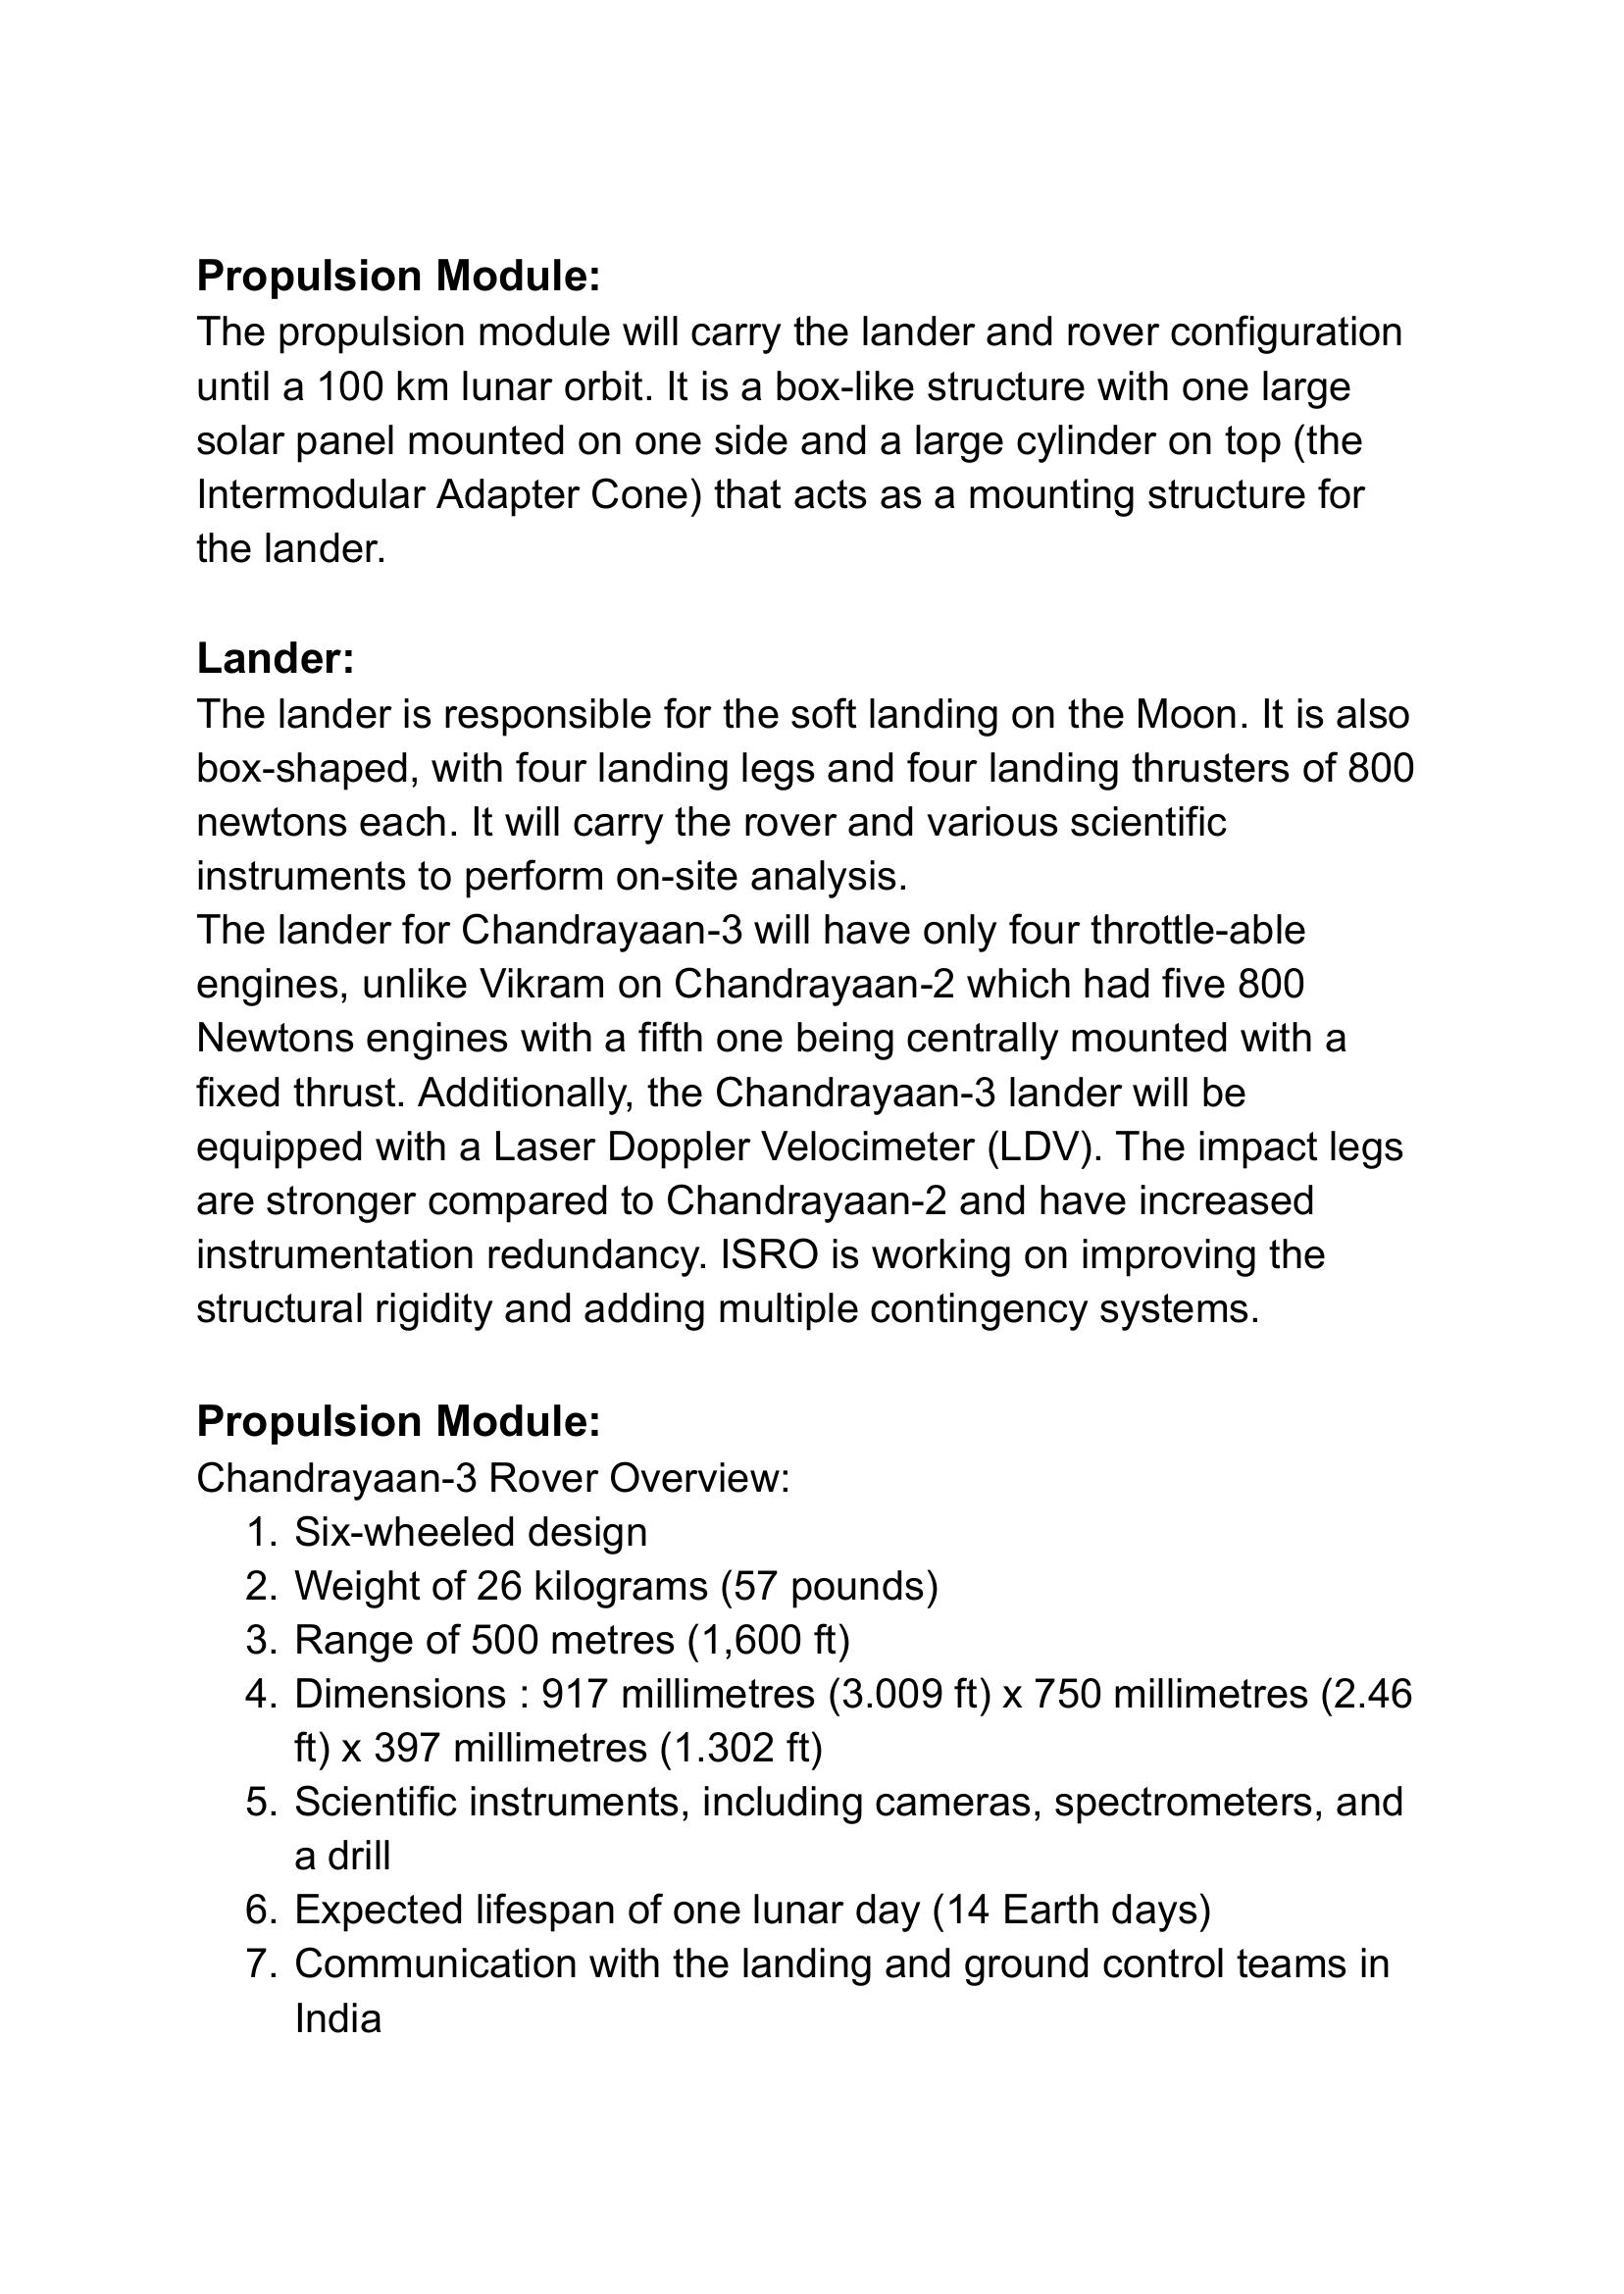 Propulsion Module:
The propulsion module will carry the lander and rover configuration
until a 100 km lunar orbit. It is a box-like structure with one large
solar panel mounted on one side and a large cylinder on top (the
Intermodular Adapter Cone) that acts as a mounting structure for
the lander.
Lander:
The lander is responsible for the soft landing on the Moon. It is also
box-shaped, with four landing legs and four landing thrusters of 800
newtons each. It will carry the rover and various scientific
instruments to perform on-site analysis.
The lander for Chandrayaan-3 will have only four throttle-able
engines, unlike Vikram on Chandrayaan-2 which had five 800
Newtons engines with a fifth one being centrally mounted with a
fixed thrust. Additionally, the Chandrayaan-3 lander will be
equipped with a Laser Doppler Velocimeter (LDV). The impact legs
are stronger compared to Chandrayaan-2 and have increased
instrumentation redundancy. ISRO is working on improving the
structural rigidity and adding multiple contingency systems.
Propulsion Module:
Chandrayaan-3 Rover Overview:
1. Six-wheeled design
2. Weight of 26 kilograms (57 pounds)
3. Range of 500 metres (1,600 ft)
4. Dimensions : 917 millimetres (3.009 ft) x 750 millimetres (2.46
ft) x 397 millimetres (1.302 ft)
5. Scientific instruments, including cameras, spectrometers, and
a drill
6. Expected lifespan of one lunar day (14 Earth days)
7. Communication with the landing and ground control teams in
India